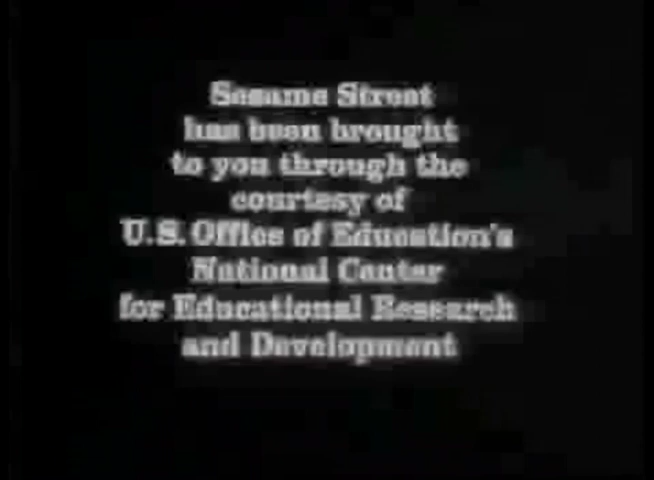 Sesame Street
has been brought
to you through the
courtesy of
U.S. Office of Education's
National Center
for Educational Research
and Development